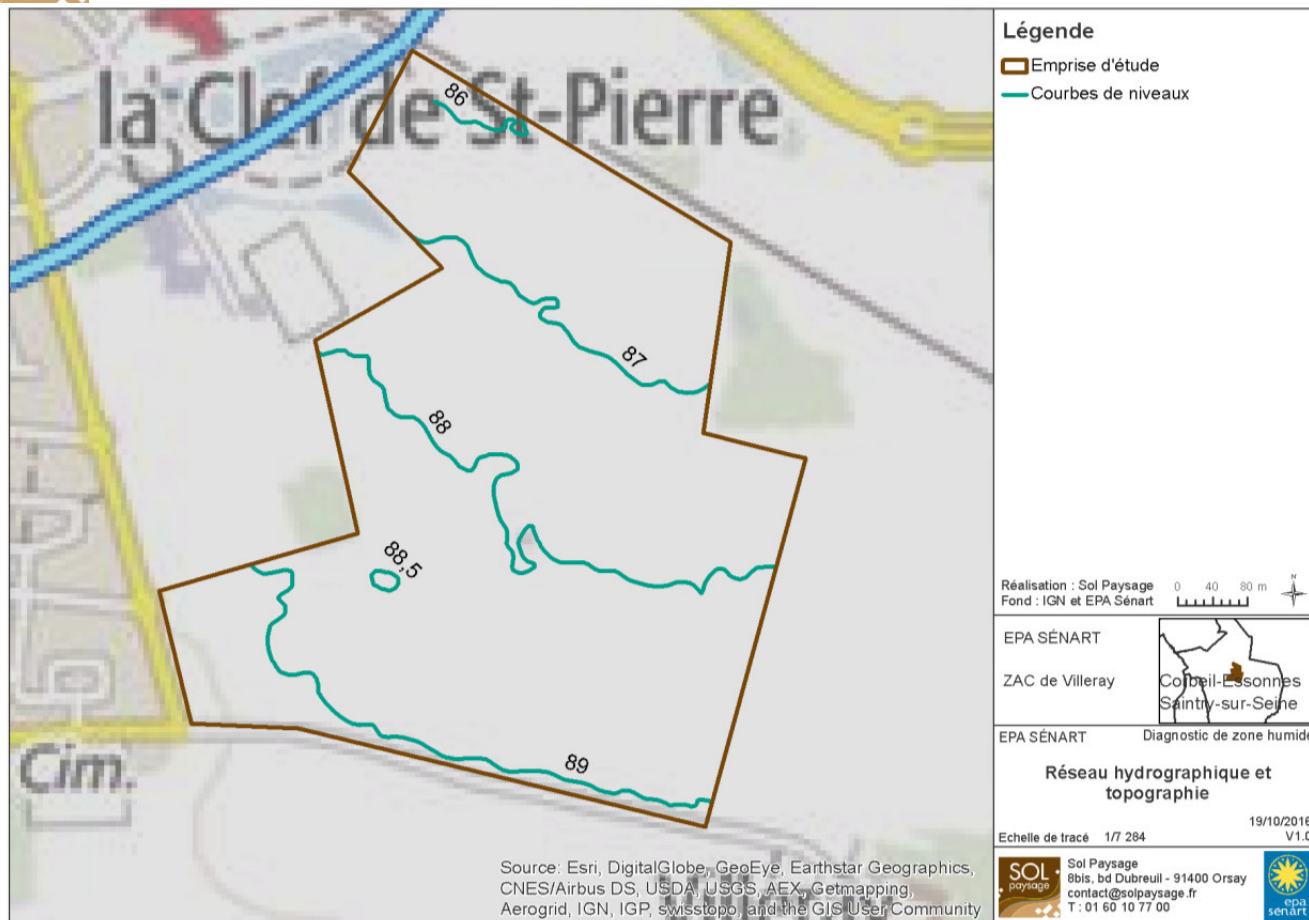 la Clef de St-Pierre
86
87
88
88,5
89
Cim.
Source: Esri, DigitalGlobe, GeoEye, Earthstar Geographics,
CNES/Airbus DS, USDA, USGS, AEX, Getmapping,
Aerogrid, IGN, IGP, swisstopo, and the GIS User Community
Légende
Emprise d'étude
Courbes de niveaux
Réalisation : Sol Paysage
Fond : IGN et EPA Sénart
0 40 80 m
N
EPA SÉNART
ZAC de Villeray
Corbeil-Essonnes
Saintry-sur-Seine
EPA SÉNART
Diagnostic de zone humide
Réseau hydrographique et
topographie
19/10/2016
Echelle de tracé 1/7 284
V1.0
SOL
paysage
Sol Paysage
8bis, bd Dubreuil - 91400 Orsay
contact@solpaysage.fr
T : 01 60 10 77 00
epa
sénart